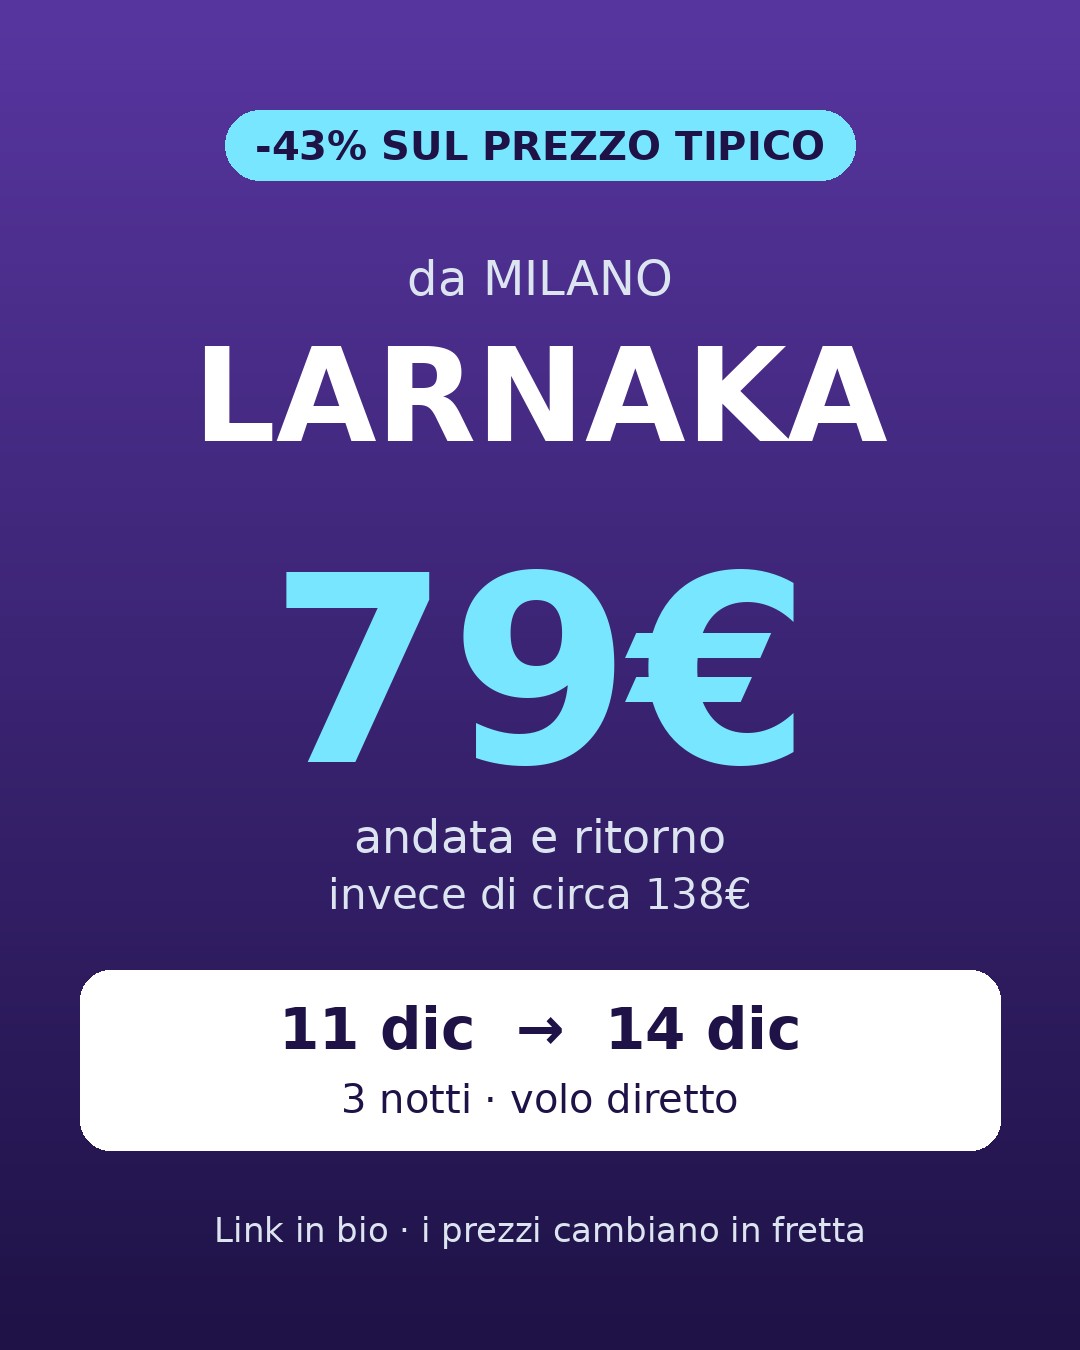 -43% SUL PREZZO TIPICO
da MILANO
LARNAKA
79€
andata e ritorno
invece di circa 138€
11 dic → 14 dic
3 notti · volo diretto
Link in bio · i prezzi cambiano in fretta